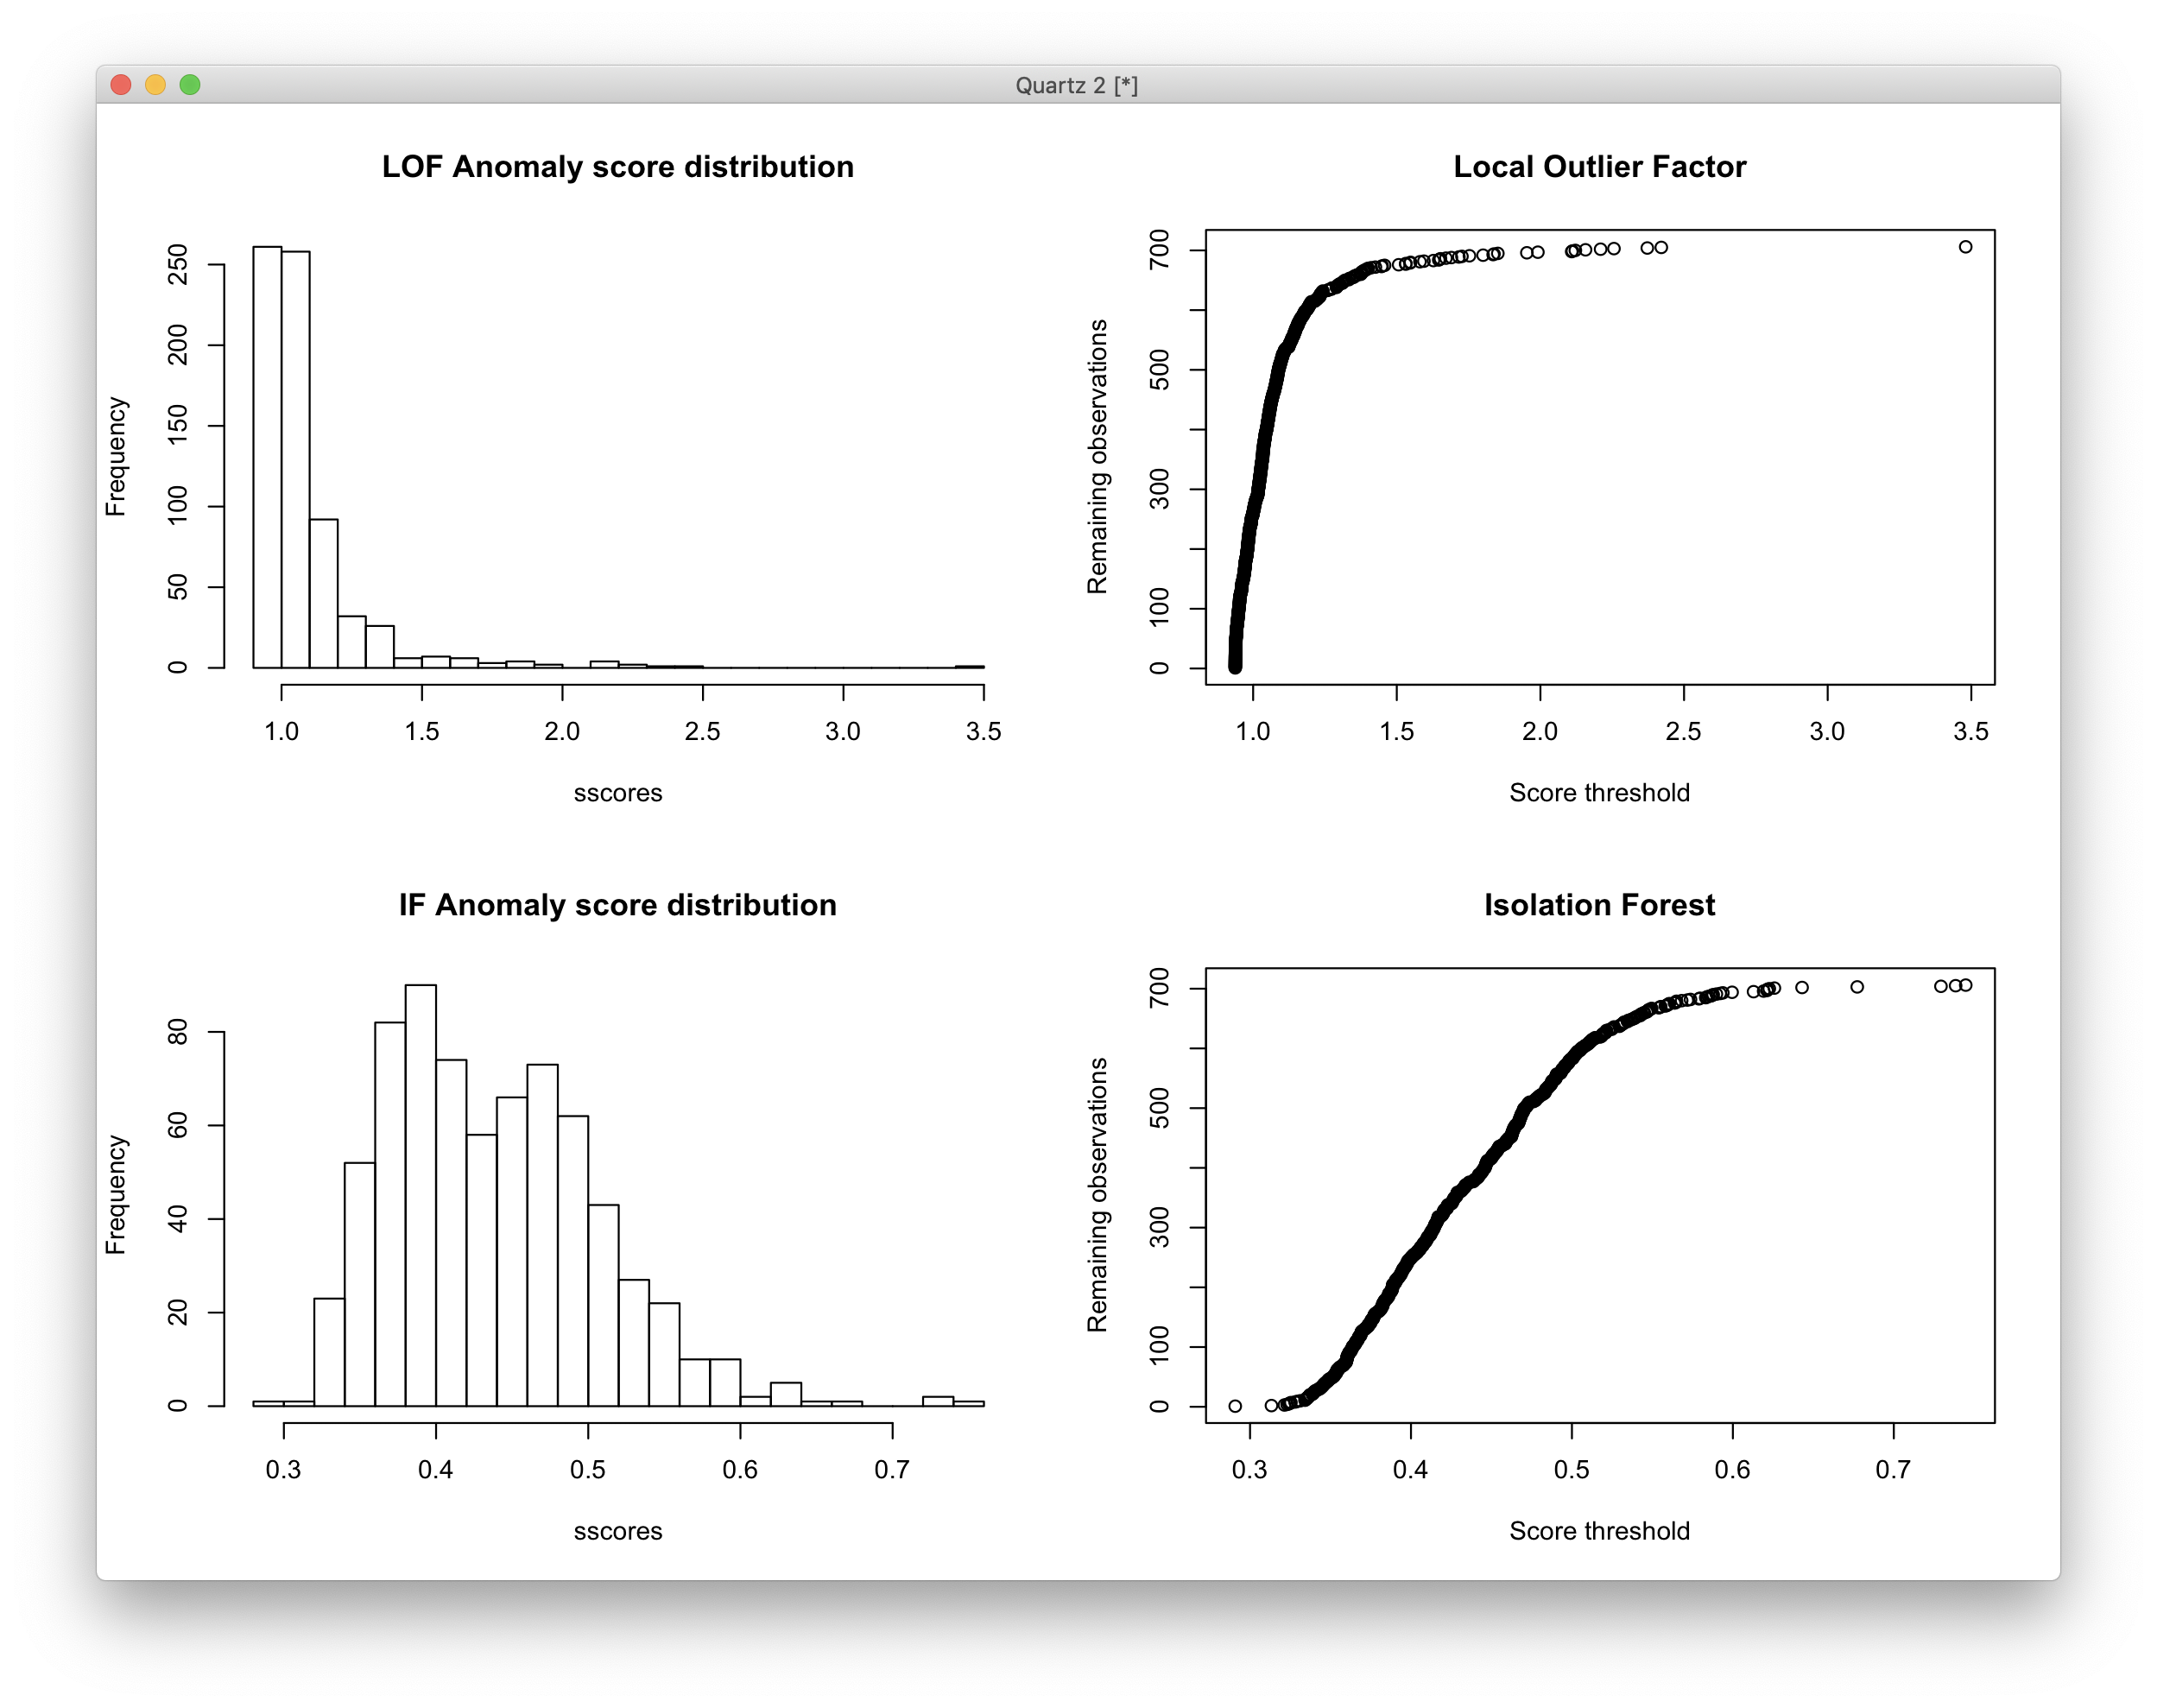 Quartz 2 [*]
LOF Anomaly score distribution
Frequency
250
200
150
100
50
0
1.0 1.5 2.0 2.5 3.0 3.5
sscores
Local Outlier Factor
Remaining observations
700
500
300
100
0
1.0 1.5 2.0 2.5 3.0 3.5
Score threshold
IF Anomaly score distribution
Frequency
80
60
40
20
0
0.3 0.4 0.5 0.6 0.7
sscores
Isolation Forest
Remaining observations
700
500
300
100
0
0.3 0.4 0.5 0.6 0.7
Score threshold